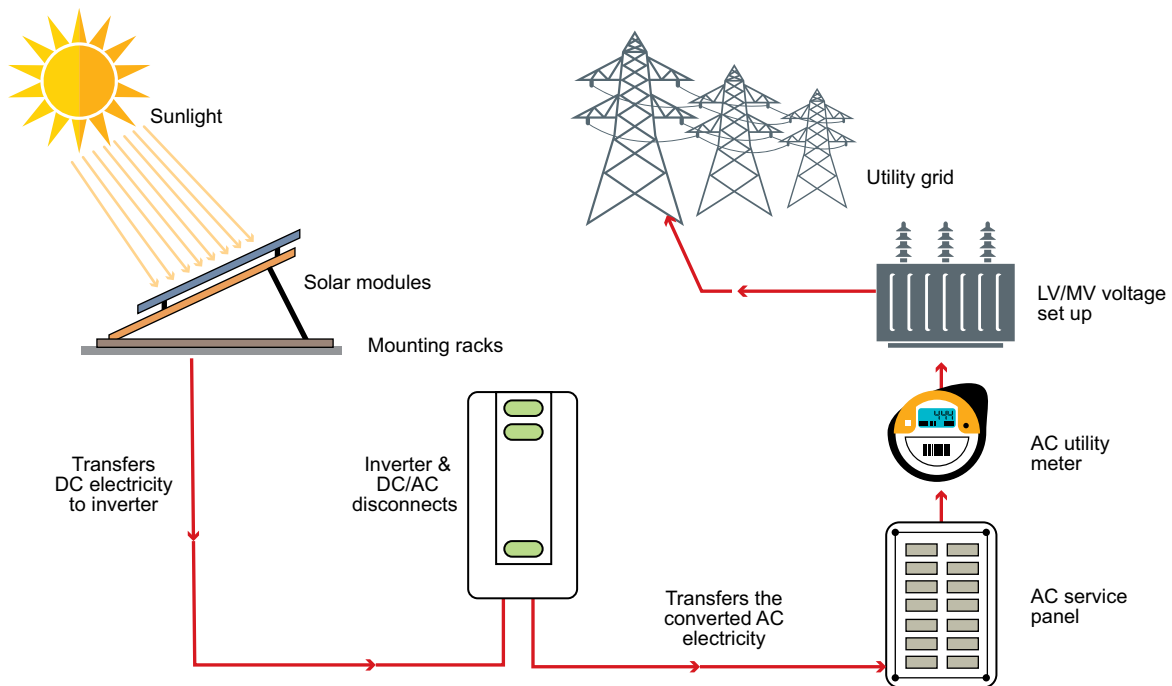 Sunlight
Utility grid
Solar modules
LV/MV voltage
set up
Mounting racks
444
AC utility
meter
Transfers
DC electricity
to inverter
Inverter &
DC/AC
disconnects
Transfers the
converted AC
electricity
AC service
panel